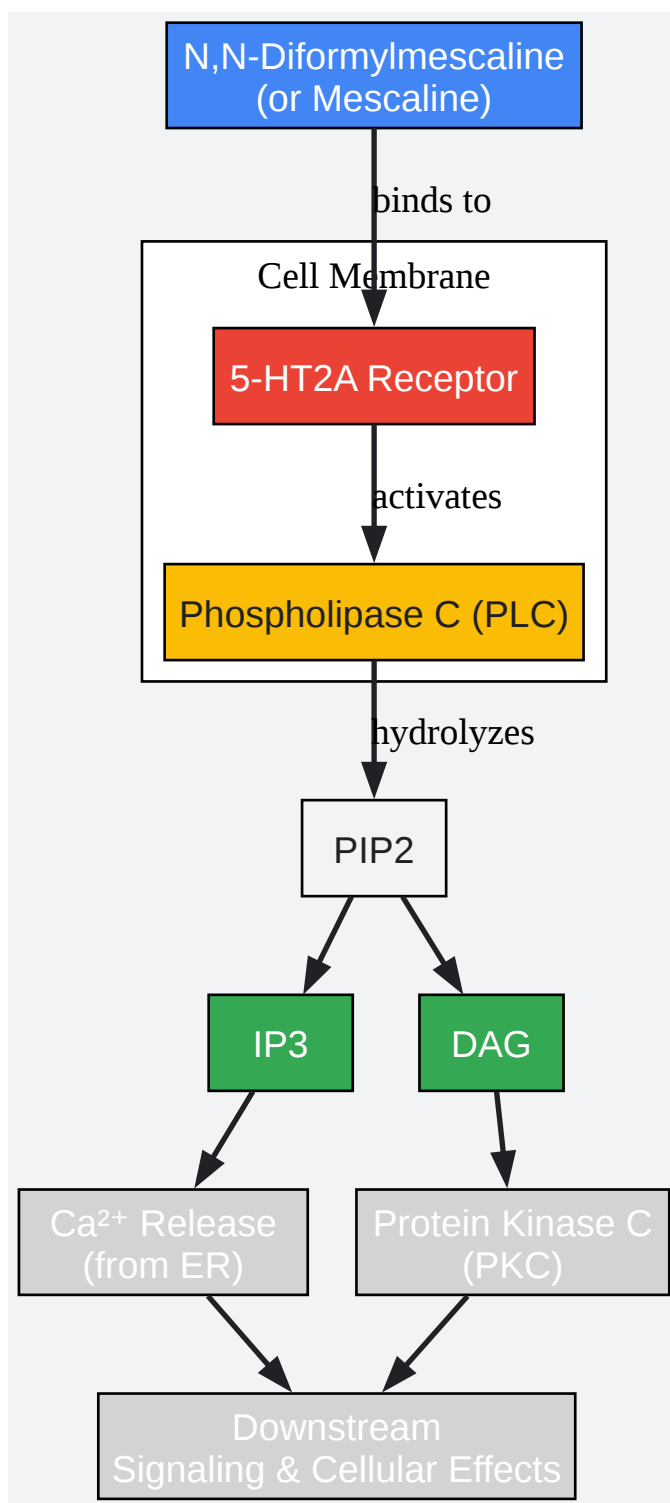 N,N-Diformylmescaline
(or Mescaline)
binds to
Cell Membrane
5-HT2A Receptor
activates
Phospholipase C (PLC)
hydrolyzes
PIP2
IP3
DAG
Ca²⁺ Release
(from ER)
Protein Kinase C
(PKC)
Downstream
Signaling & Cellular Effects